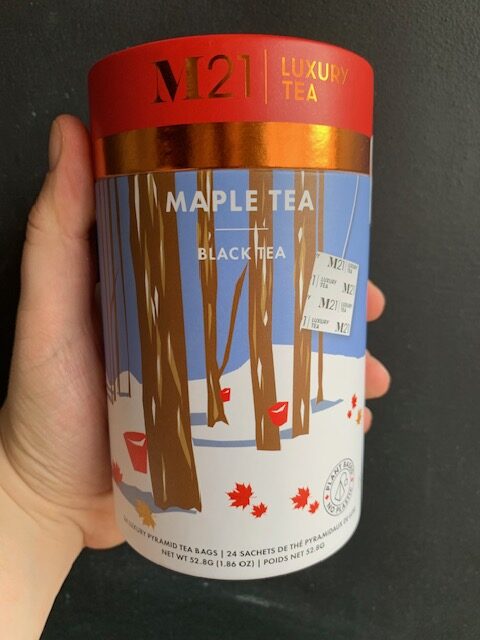 M21 | LUXURY TEA
MAPLE TEA
BLACK TEA
M21 | LUXURY TEA
M21
M21 | LUXURY TEA
LUXURY TEA M21
PLANT BASED
NO PLASTIC
LUXURY PYRAMID TEA BAGS | 24 SACHETS DE THÉ PYRAMIDAUX DE
NET WT 52.8G (1.86 OZ) | POIDS NET 52.8G